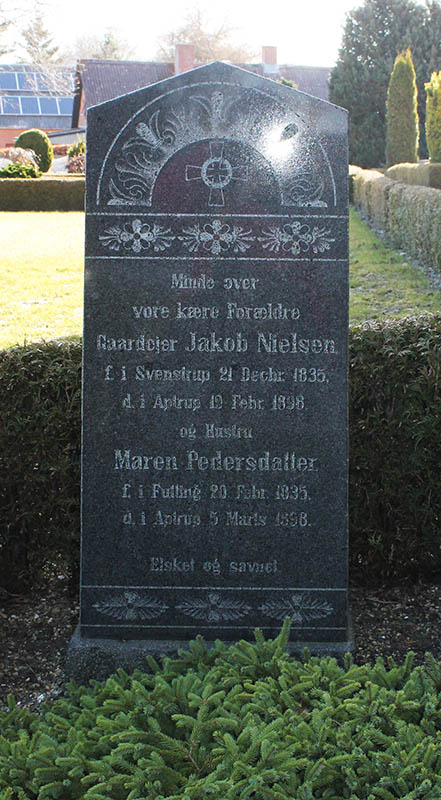 Minde over
vore kære Forældre
Gaardejer Jakob Nielsen,
f. i Svenstrup 21 Decbr. 1835,
d. i Aptrup 19 Febr. 1898.
og Hustru
Maren Pedersdatter,
f. i Futting 20 Febr. 1835,
d. i Aptrup 5 Marts 1898.
Elsket og savnet